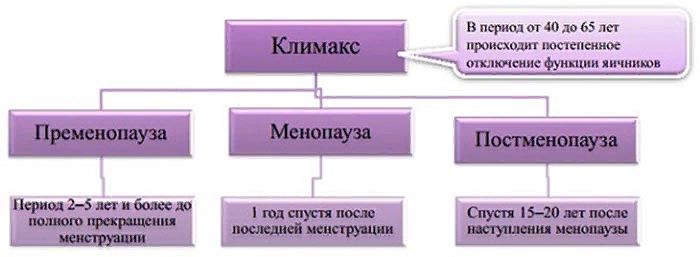 Климакс
В период от 40 до 65 лет
происходит постепенное
отключение функции яичников
Пременопауза
Менопауза
Постменопауза
Период 2–5 лет и более до
полного прекращения
менструации
1 год спустя после
последней менструации
Спустя 15–20 лет после
наступления менопаузы